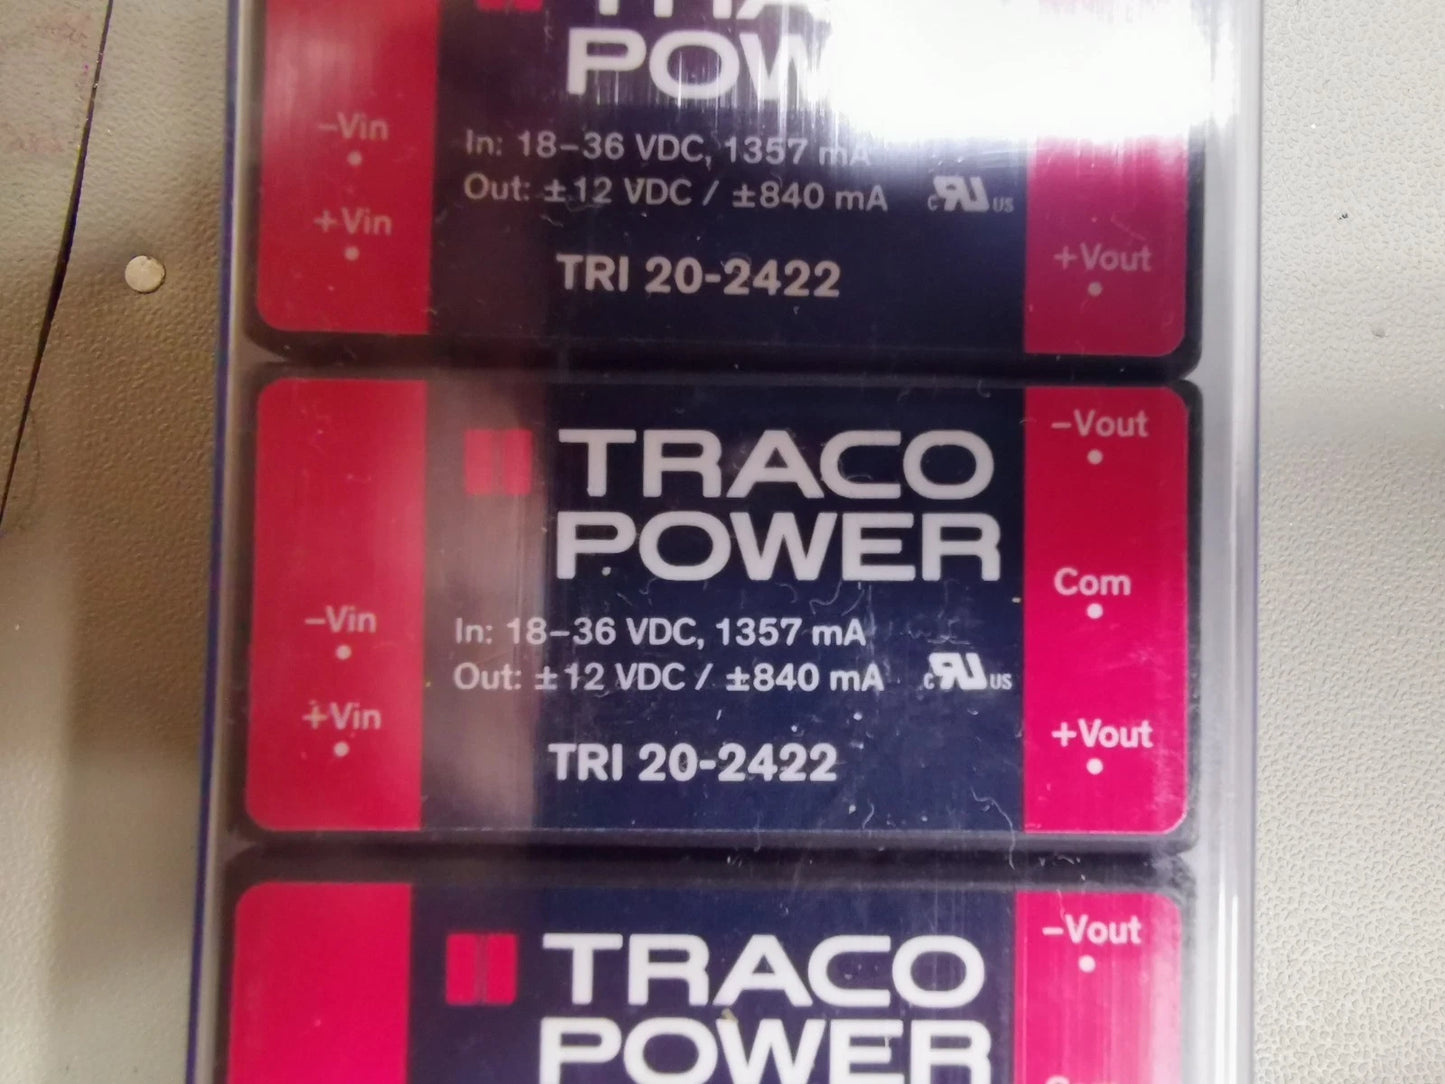 POW
–Vin
In: 18–36 VDC, 1357 mA
Out: ±12 VDC / ±840 mA
c US
+Vin
+Vout
TRI 20-2422
TRACO
POWER
–Vout
Com
–Vin
In: 18–36 VDC, 1357 mA
Out: ±12 VDC / ±840 mA
c US
+Vin
+Vout
TRI 20-2422
TRACO
POWER
–Vout